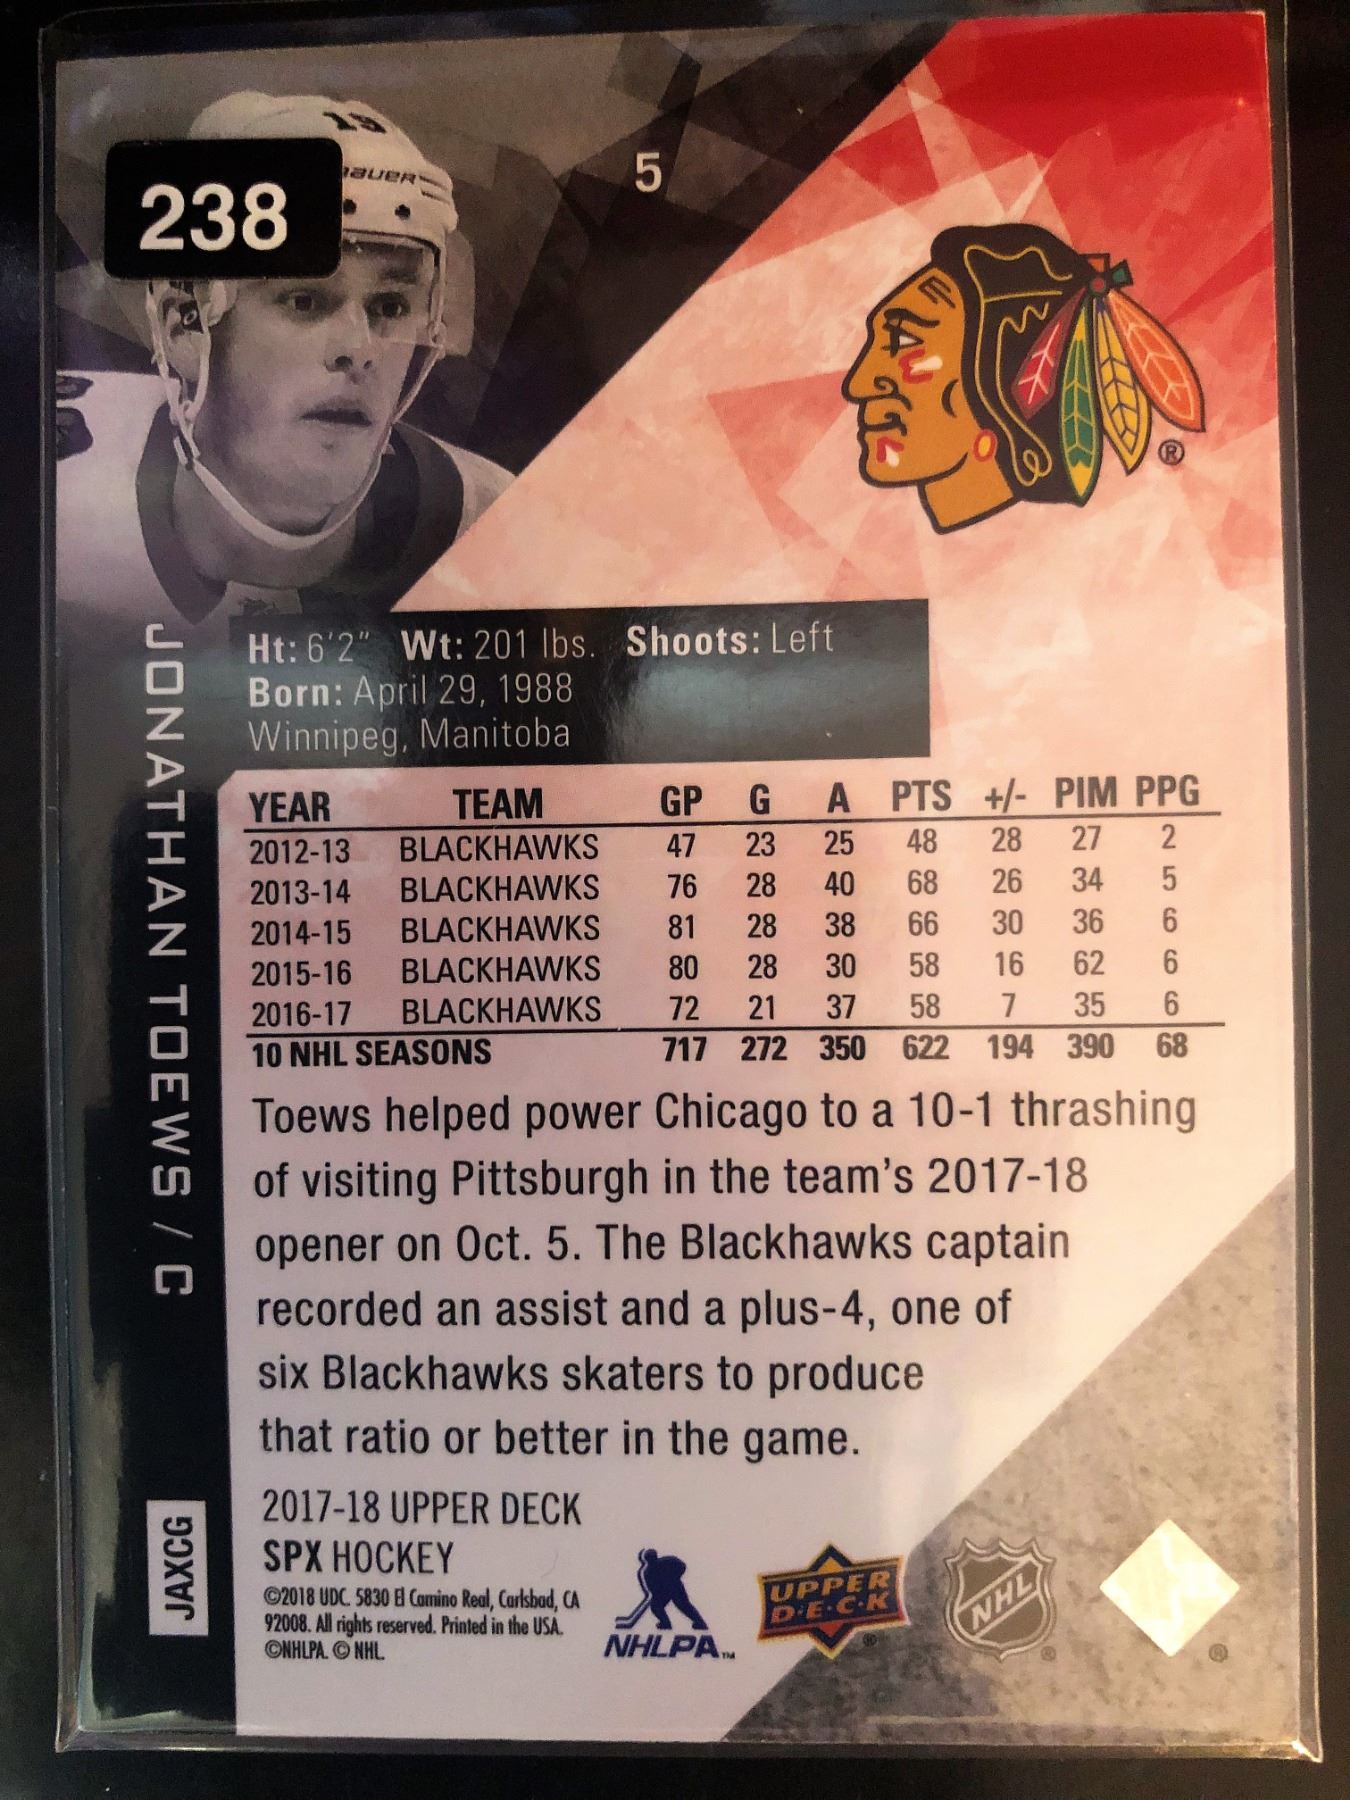 19
BAUER
238
5
®
Ht: 6'2" Wt: 201 lbs. Shoots: Left
Born: April 29, 1988
Winnipeg, Manitoba
JONATHAN TOEWS / C
YEAR TEAM GP G A PTS +/- PIM PPG
2012-13 BLACKHAWKS 47 23 25 48 28 27 2
2013-14 BLACKHAWKS 76 28 40 68 26 34 5
2014-15 BLACKHAWKS 81 28 38 66 30 36 6
2015-16 BLACKHAWKS 80 28 30 58 16 62 6
2016-17 BLACKHAWKS 72 21 37 58 7 35 6
10 NHL SEASONS 717 272 350 622 194 390 68
Toews helped power Chicago to a 10-1 thrashing
of visiting Pittsburgh in the team's 2017-18
opener on Oct. 5. The Blackhawks captain
recorded an assist and a plus-4, one of
six Blackhawks skaters to produce
that ratio or better in the game.
JAXCG
2017-18 UPPER DECK
SPX HOCKEY
©2018 UDC. 5830 El Camino Real, Carlsbad, CA
92008. All rights reserved. Printed in the USA.
©NHLPA. © NHL.
NHLPA™
UPPER
D·E·C·K
®
NHL
®
®